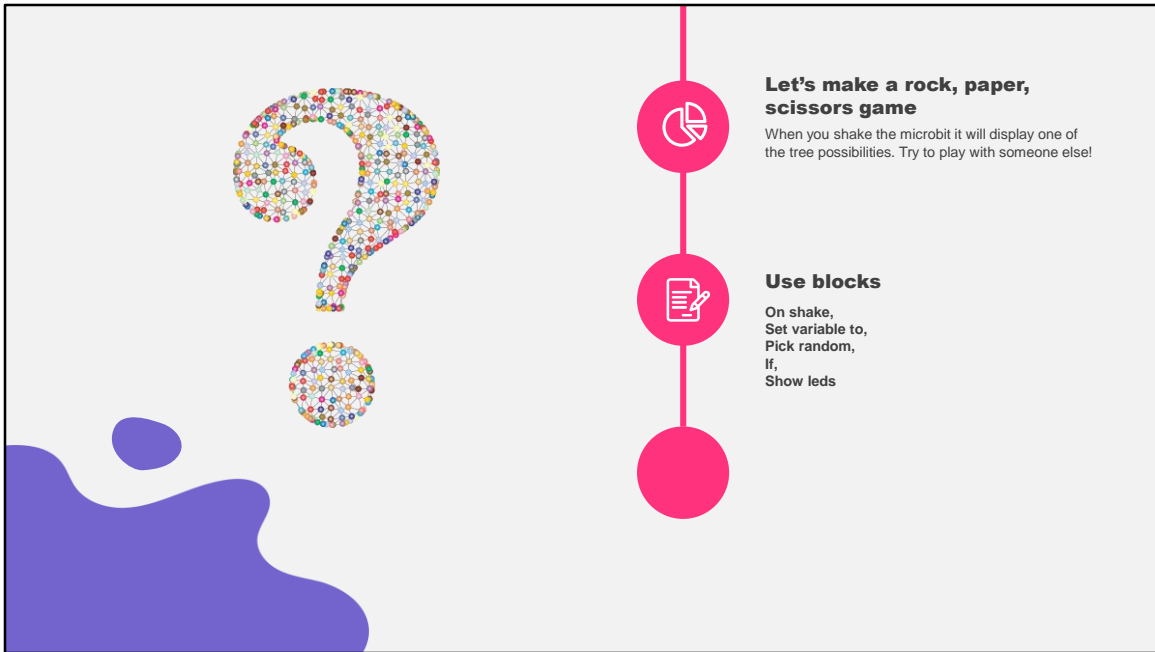 Let’s make a rock, paper,
scissors game
When you shake the microbit it will display one of
the tree possibilities. Try to play with someone else!
Use blocks
On shake,
Set variable to,
Pick random,
If,
Show leds